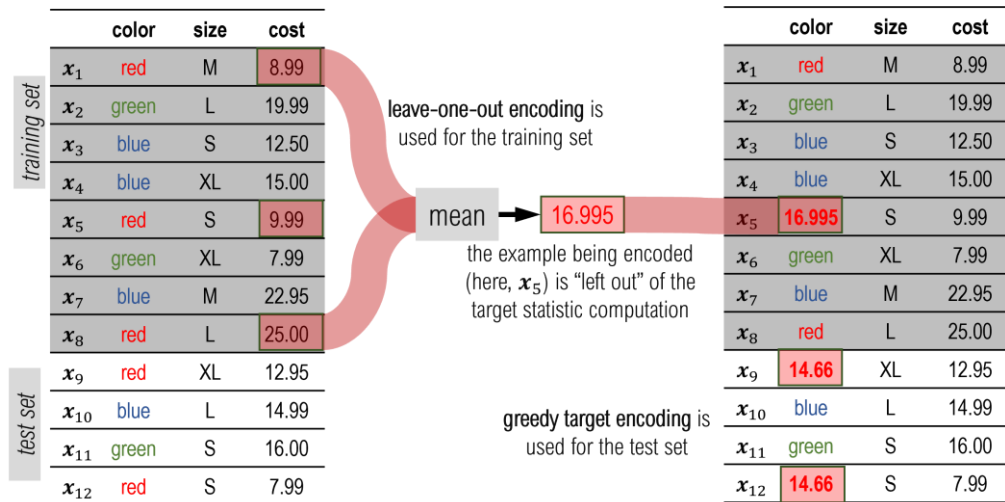 color size cost
x1 red M 8.99
x2 green L 19.99
x3 blue S 12.50
x4 blue XL 15.00
x5 red S 9.99
x6 green XL 7.99
x7 blue M 22.95
x8 red L 25.00
x9 red XL 12.95
x10 blue L 14.99
x11 green S 16.00
x12 red S 7.99
training set
test set
leave-one-out encoding is
used for the training set
mean
16.995
the example being encoded
(here, x5) is “left out” of the
target statistic computation
greedy target encoding is
used for the test set
color size cost
x1 red M 8.99
x2 green L 19.99
x3 blue S 12.50
x4 blue XL 15.00
x5 16.995 S 9.99
x6 green XL 7.99
x7 blue M 22.95
x8 red L 25.00
x9 14.66 XL 12.95
x10 blue L 14.99
x11 green S 16.00
x12 14.66 S 7.99